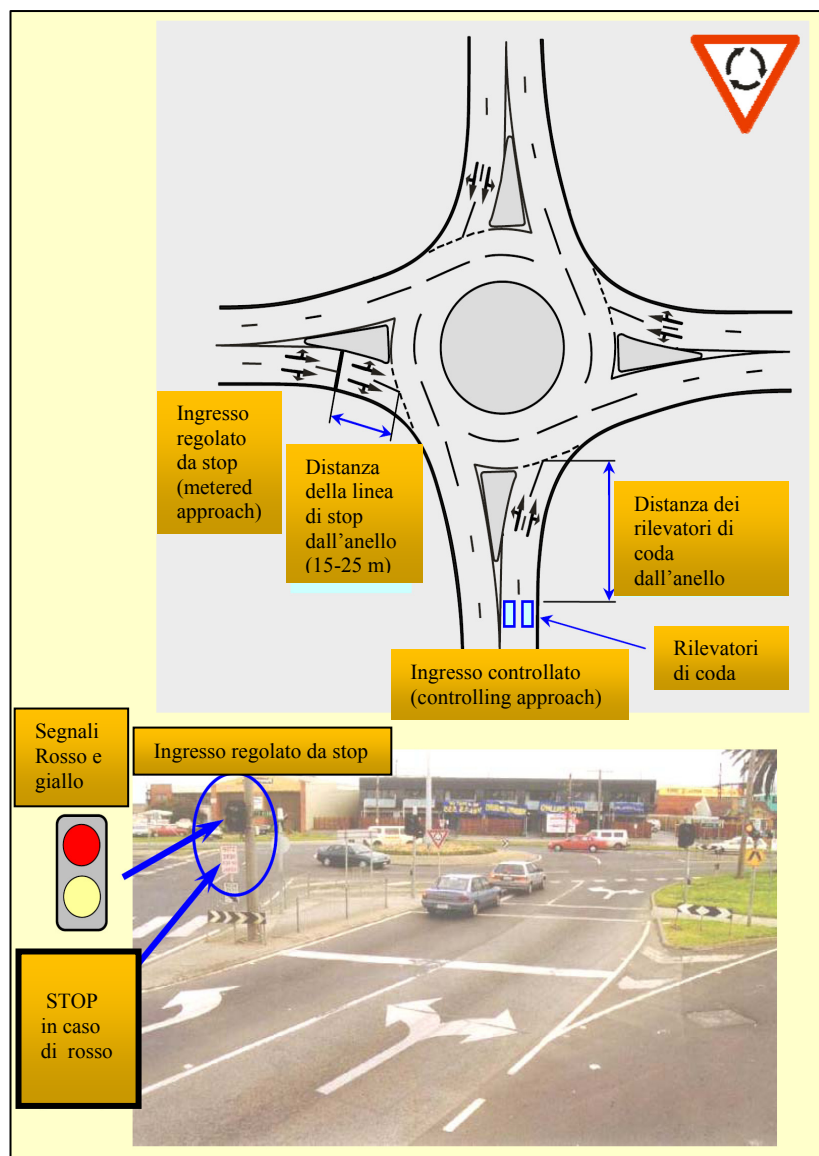 Ingresso
regolato
da stop
(metered
approach)
Distanza
della linea
di stop
dall'anello
(15-25 m)
Distanza dei
rilevatori di
coda
dall'anello
Rilevatori
di coda
Ingresso controllato
(controlling approach)
Segnali
Rosso e
giallo
Ingresso regolato da stop
STOP
in caso
di rosso